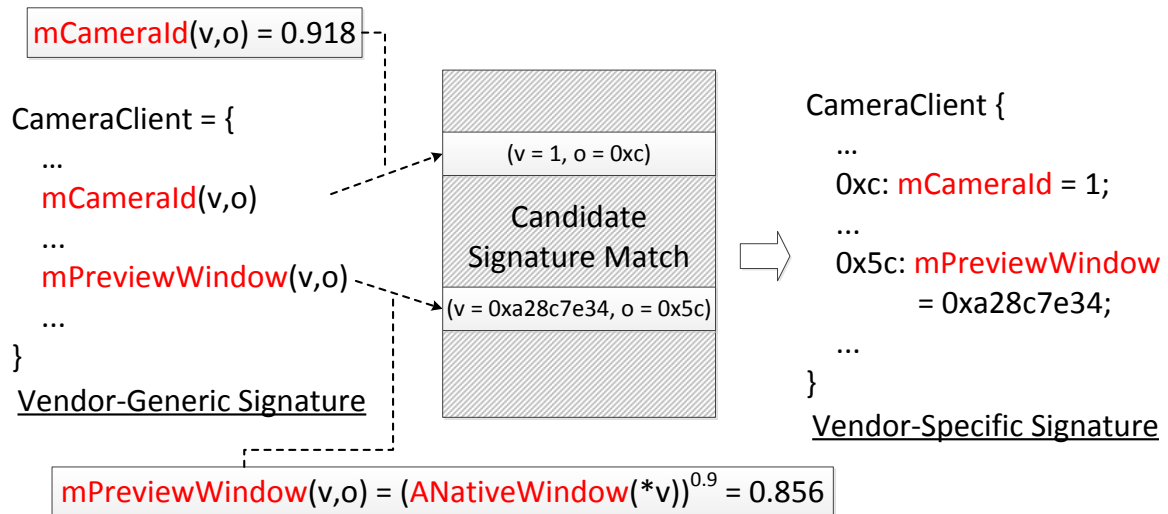 mCameraId(v,o) = 0.918
CameraClient = {
...
mCameraId(v,o)
...
mPreviewWindow(v,o)
...
}
Vendor-Generic Signature
(v = 1, o = 0xc)
Candidate
Signature Match
(v = 0xa28c7e34, o = 0x5c)
CameraClient {
...
0xc: mCameraId = 1;
...
0x5c: mPreviewWindow
= 0xa28c7e34;
...
}
Vendor-Specific Signature
mPreviewWindow(v,o) = (ANativeWindow(*v))^0.9 = 0.856